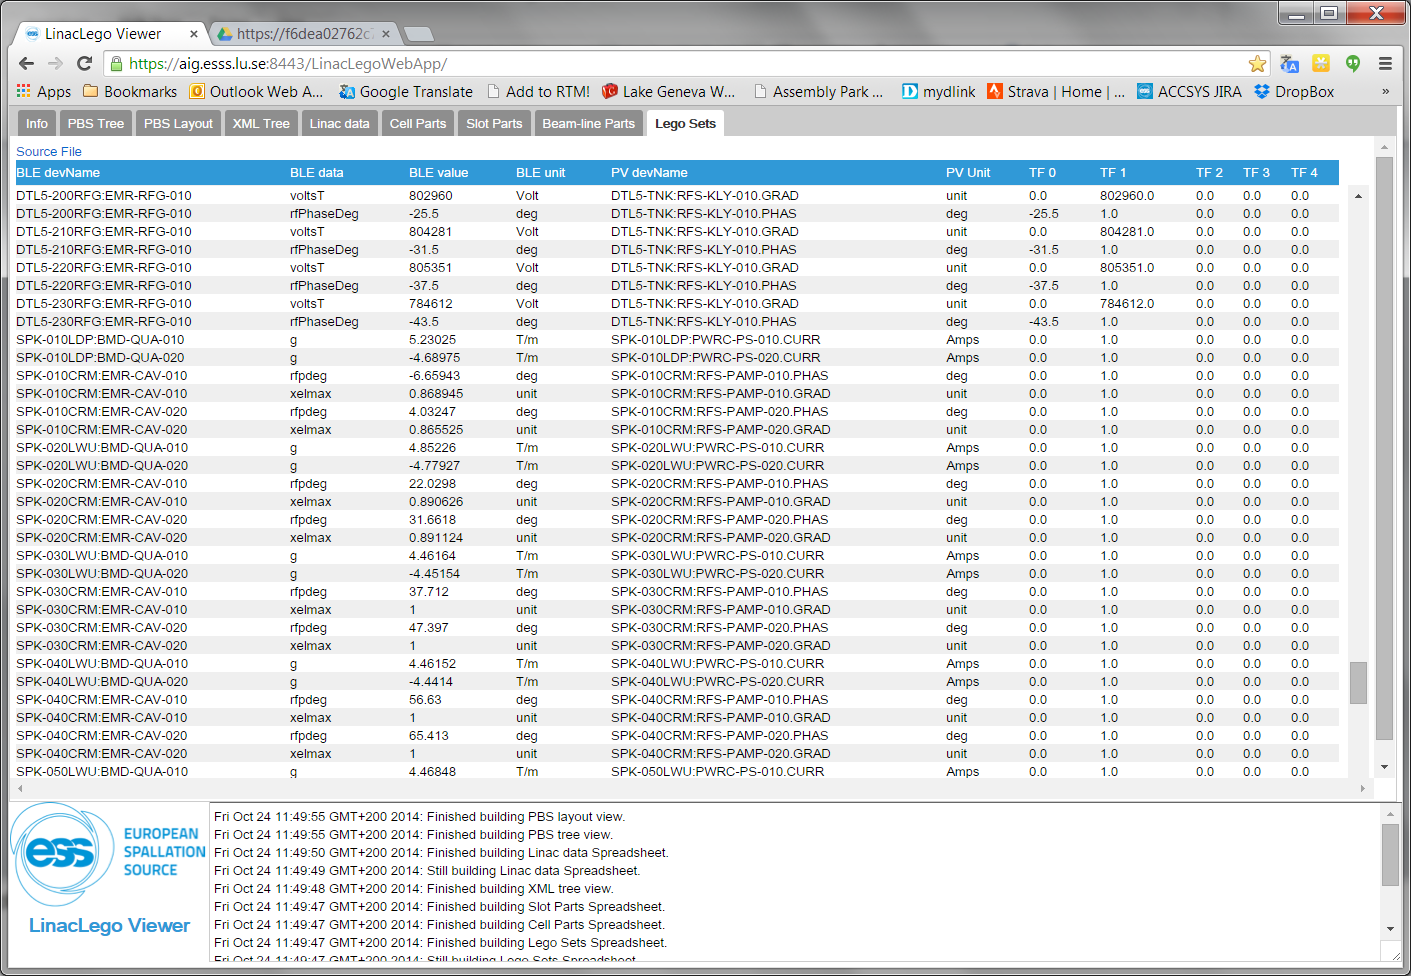 LinacLego Viewer × https://f6dea02762c ×
https://aig.esss.lu.se:8443/LinacLegoWebApp/
Apps Bookmarks Outlook Web A... Google Translate Add to RTM! Lake Geneva W... Assembly Park ... mydlink Strava | Home | ... ACCSYS JIRA DropBox »
Info PBS Tree PBS Layout XML Tree Linac data Cell Parts Slot Parts Beam-line Parts Lego Sets
Source File
BLE devName BLE data BLE value BLE unit PV devName PV Unit TF 0 TF 1 TF 2 TF 3 TF 4
DTL5-200RFG:EMR-RFG-010 voltsT 802960 Volt DTL5-TNK:RFS-KLY-010.GRAD unit 0.0 802960.0 0.0 0.0 0.0
DTL5-200RFG:EMR-RFG-010 rfPhaseDeg -25.5 deg DTL5-TNK:RFS-KLY-010.PHAS deg -25.5 1.0 0.0 0.0 0.0
DTL5-210RFG:EMR-RFG-010 voltsT 804281 Volt DTL5-TNK:RFS-KLY-010.GRAD unit 0.0 804281.0 0.0 0.0 0.0
DTL5-210RFG:EMR-RFG-010 rfPhaseDeg -31.5 deg DTL5-TNK:RFS-KLY-010.PHAS deg -31.5 1.0 0.0 0.0 0.0
DTL5-220RFG:EMR-RFG-010 voltsT 805351 Volt DTL5-TNK:RFS-KLY-010.GRAD unit 0.0 805351.0 0.0 0.0 0.0
DTL5-220RFG:EMR-RFG-010 rfPhaseDeg -37.5 deg DTL5-TNK:RFS-KLY-010.PHAS deg -37.5 1.0 0.0 0.0 0.0
DTL5-230RFG:EMR-RFG-010 voltsT 784612 Volt DTL5-TNK:RFS-KLY-010.GRAD unit 0.0 784612.0 0.0 0.0 0.0
DTL5-230RFG:EMR-RFG-010 rfPhaseDeg -43.5 deg DTL5-TNK:RFS-KLY-010.PHAS deg -43.5 1.0 0.0 0.0 0.0
SPK-010LDP:BMD-QUA-010 g 5.23025 T/m SPK-010LDP:PWRC-PS-010.CURR Amps 0.0 1.0 0.0 0.0 0.0
SPK-010LDP:BMD-QUA-020 g -4.68975 T/m SPK-010LDP:PWRC-PS-020.CURR Amps 0.0 1.0 0.0 0.0 0.0
SPK-010CRM:EMR-CAV-010 rfpdeg -6.65943 deg SPK-010CRM:RFS-PAMP-010.PHAS deg 0.0 1.0 0.0 0.0 0.0
SPK-010CRM:EMR-CAV-010 xelmax 0.868945 unit SPK-010CRM:RFS-PAMP-010.GRAD unit 0.0 1.0 0.0 0.0 0.0
SPK-010CRM:EMR-CAV-020 rfpdeg 4.03247 deg SPK-010CRM:RFS-PAMP-020.PHAS deg 0.0 1.0 0.0 0.0 0.0
SPK-010CRM:EMR-CAV-020 xelmax 0.865525 unit SPK-010CRM:RFS-PAMP-020.GRAD unit 0.0 1.0 0.0 0.0 0.0
SPK-020LWU:BMD-QUA-010 g 4.85226 T/m SPK-020LWU:PWRC-PS-010.CURR Amps 0.0 1.0 0.0 0.0 0.0
SPK-020LWU:BMD-QUA-020 g -4.77927 T/m SPK-020LWU:PWRC-PS-020.CURR Amps 0.0 1.0 0.0 0.0 0.0
SPK-020CRM:EMR-CAV-010 rfpdeg 22.0298 deg SPK-020CRM:RFS-PAMP-010.PHAS deg 0.0 1.0 0.0 0.0 0.0
SPK-020CRM:EMR-CAV-010 xelmax 0.890626 unit SPK-020CRM:RFS-PAMP-010.GRAD unit 0.0 1.0 0.0 0.0 0.0
SPK-020CRM:EMR-CAV-020 rfpdeg 31.6618 deg SPK-020CRM:RFS-PAMP-020.PHAS deg 0.0 1.0 0.0 0.0 0.0
SPK-020CRM:EMR-CAV-020 xelmax 0.891124 unit SPK-020CRM:RFS-PAMP-020.GRAD unit 0.0 1.0 0.0 0.0 0.0
SPK-030LWU:BMD-QUA-010 g 4.46164 T/m SPK-030LWU:PWRC-PS-010.CURR Amps 0.0 1.0 0.0 0.0 0.0
SPK-030LWU:BMD-QUA-020 g -4.45154 T/m SPK-030LWU:PWRC-PS-020.CURR Amps 0.0 1.0 0.0 0.0 0.0
SPK-030CRM:EMR-CAV-010 rfpdeg 37.712 deg SPK-030CRM:RFS-PAMP-010.PHAS deg 0.0 1.0 0.0 0.0 0.0
SPK-030CRM:EMR-CAV-010 xelmax 1 unit SPK-030CRM:RFS-PAMP-010.GRAD unit 0.0 1.0 0.0 0.0 0.0
SPK-030CRM:EMR-CAV-020 rfpdeg 47.397 deg SPK-030CRM:RFS-PAMP-020.PHAS deg 0.0 1.0 0.0 0.0 0.0
SPK-030CRM:EMR-CAV-020 xelmax 1 unit SPK-030CRM:RFS-PAMP-020.GRAD unit 0.0 1.0 0.0 0.0 0.0
SPK-040LWU:BMD-QUA-010 g 4.46152 T/m SPK-040LWU:PWRC-PS-010.CURR Amps 0.0 1.0 0.0 0.0 0.0
SPK-040LWU:BMD-QUA-020 g -4.4414 T/m SPK-040LWU:PWRC-PS-020.CURR Amps 0.0 1.0 0.0 0.0 0.0
SPK-040CRM:EMR-CAV-010 rfpdeg 56.63 deg SPK-040CRM:RFS-PAMP-010.PHAS deg 0.0 1.0 0.0 0.0 0.0
SPK-040CRM:EMR-CAV-010 xelmax 1 unit SPK-040CRM:RFS-PAMP-010.GRAD unit 0.0 1.0 0.0 0.0 0.0
SPK-040CRM:EMR-CAV-020 rfpdeg 65.413 deg SPK-040CRM:RFS-PAMP-020.PHAS deg 0.0 1.0 0.0 0.0 0.0
SPK-040CRM:EMR-CAV-020 xelmax 1 unit SPK-040CRM:RFS-PAMP-020.GRAD unit 0.0 1.0 0.0 0.0 0.0
SPK-050LWU:BMD-QUA-010 g 4.46848 T/m SPK-050LWU:PWRC-PS-010.CURR Amps 0.0 1.0 0.0 0.0 0.0
ess
EUROPEAN
SPALLATION
SOURCE
LinacLego Viewer
Fri Oct 24 11:49:55 GMT+200 2014: Finished building PBS layout view.
Fri Oct 24 11:49:55 GMT+200 2014: Finished building PBS tree view.
Fri Oct 24 11:49:50 GMT+200 2014: Finished building Linac data Spreadsheet.
Fri Oct 24 11:49:49 GMT+200 2014: Still building Linac data Spreadsheet.
Fri Oct 24 11:49:48 GMT+200 2014: Finished building XML tree view.
Fri Oct 24 11:49:47 GMT+200 2014: Finished building Slot Parts Spreadsheet.
Fri Oct 24 11:49:47 GMT+200 2014: Finished building Cell Parts Spreadsheet.
Fri Oct 24 11:49:47 GMT+200 2014: Finished building Lego Sets Spreadsheet.
Fri Oct 24 11:49:47 GMT+200 2014: Still building Lego Sets Spreadsheet.